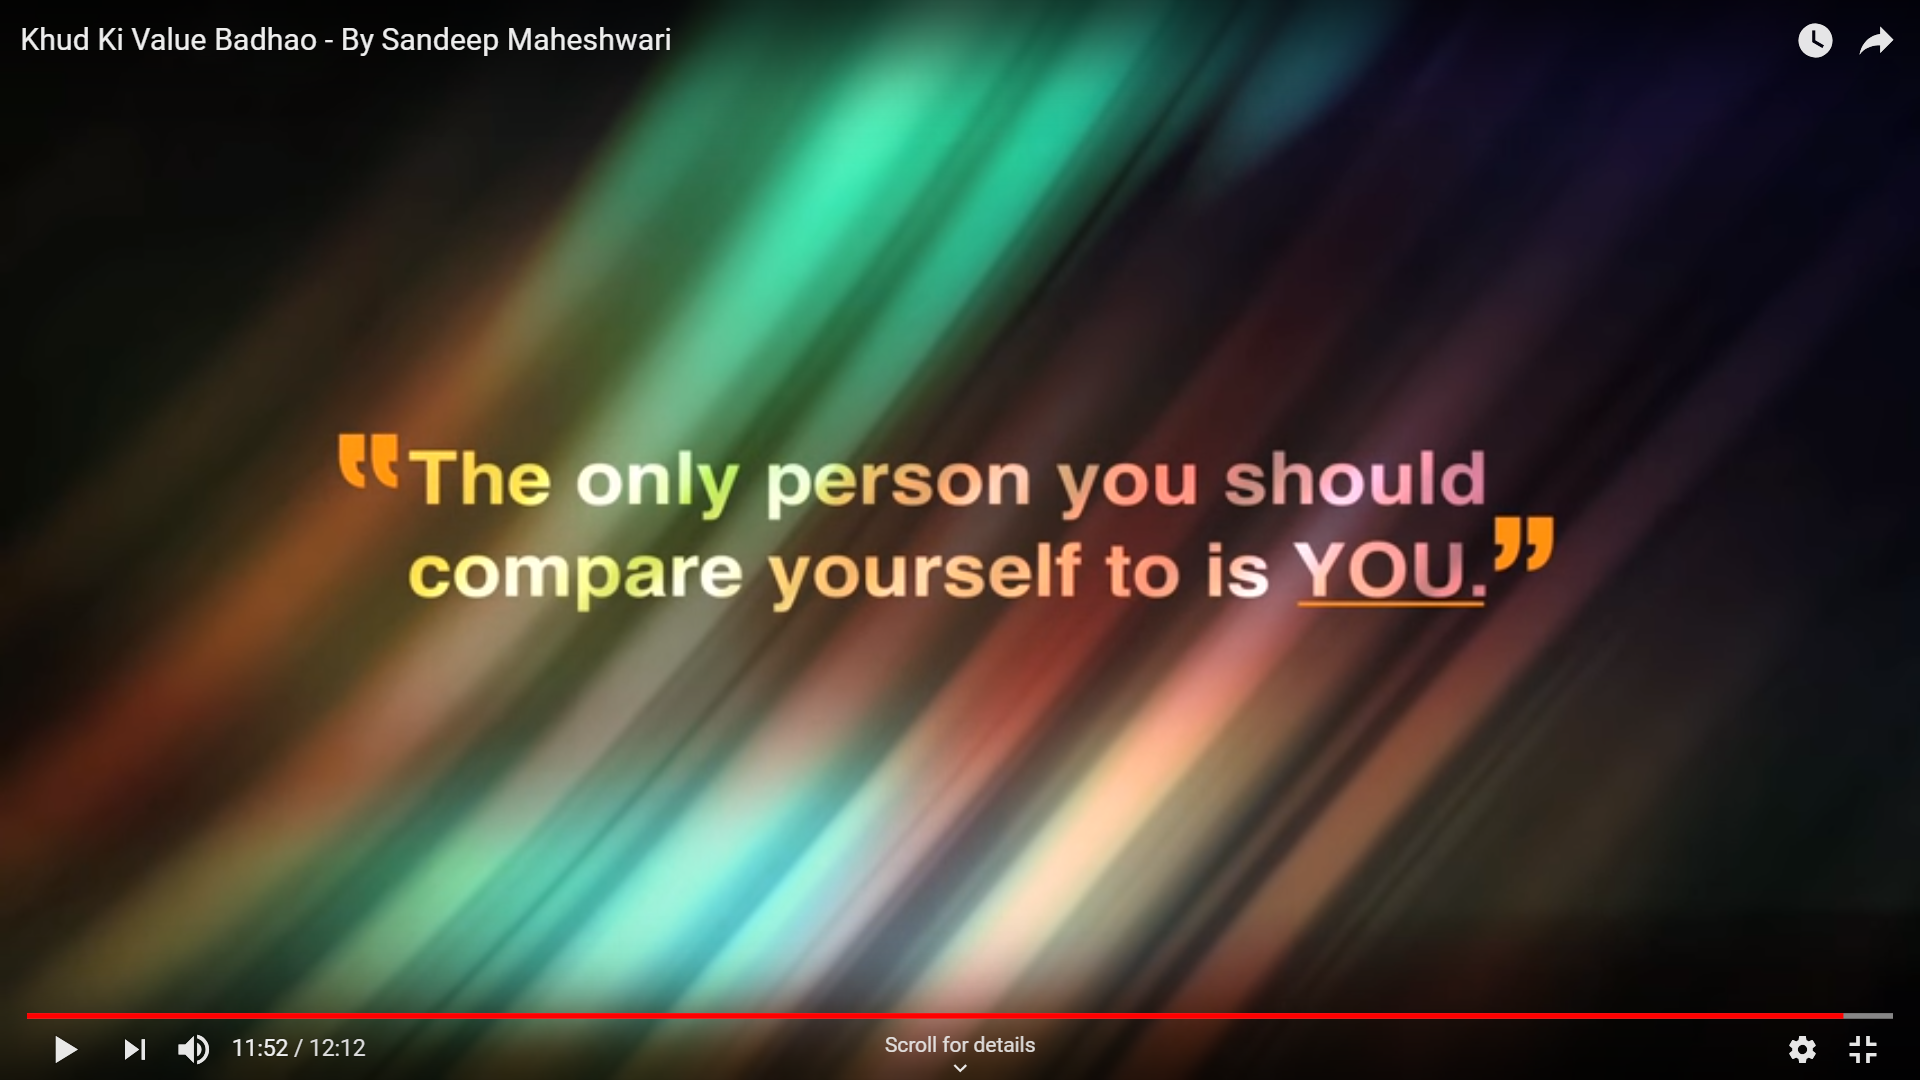 Khud Ki Value Badhao - By Sandeep Maheshwari
“The only person you should
compare yourself to is YOU.”
11:52 / 12:12
Scroll for details